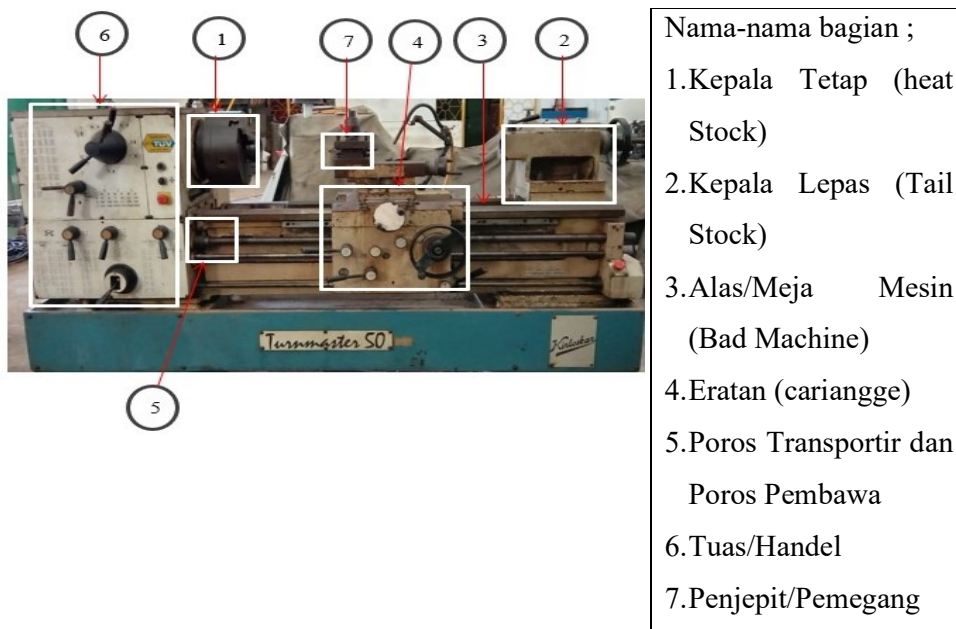 6
1
7
4
3
2
TUV
Turnmaster 50
Kirloskar
5
Nama-nama bagian ;
1.Kepala Tetap (heat
Stock)
2.Kepala Lepas (Tail
Stock)
3.Alas/Meja Mesin
(Bad Machine)
4.Eratan (cariangge)
5.Poros Transportir dan
Poros Pembawa
6.Tuas/Handel
7.Penjepit/Pemegang